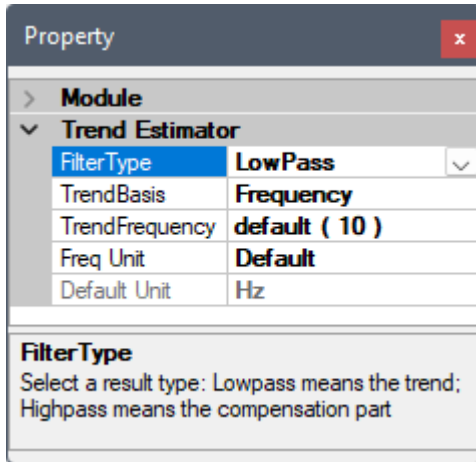 Property
x
Module
Trend Estimator
FilterType LowPass
TrendBasis Frequency
TrendFrequency default ( 10 )
Freq Unit Default
Default Unit Hz
FilterType
Select a result type: Lowpass means the trend;
Highpass means the compensation part